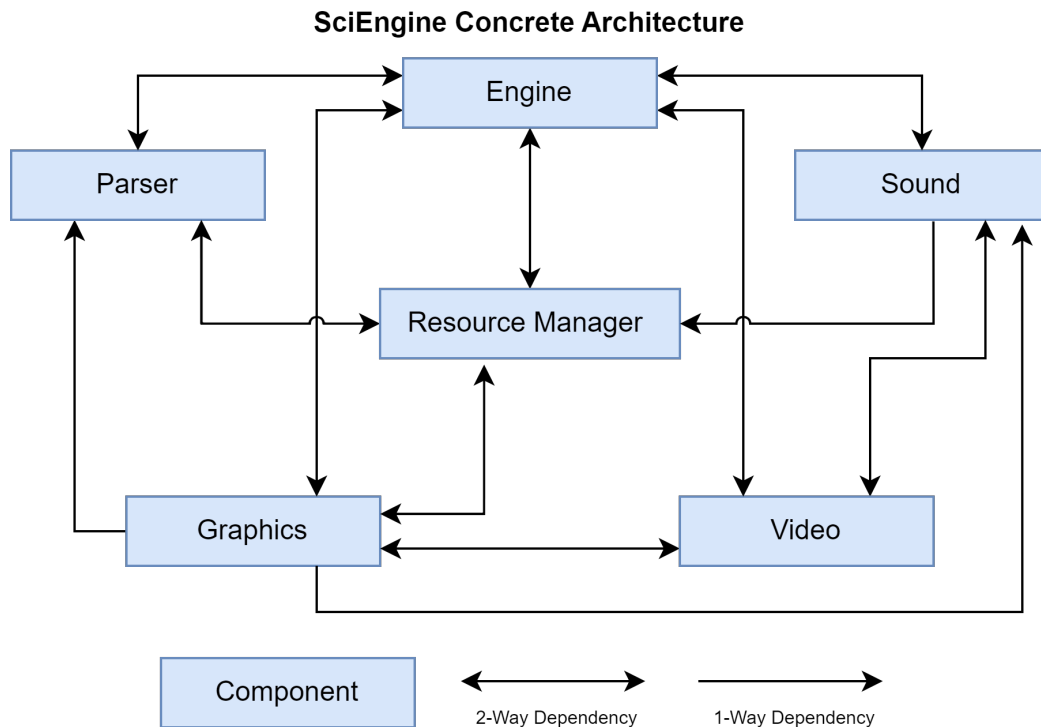 SciEngine Concrete Architecture
Engine
Parser
Sound
Resource Manager
Graphics
Video
Component
2-Way Dependency
1-Way Dependency